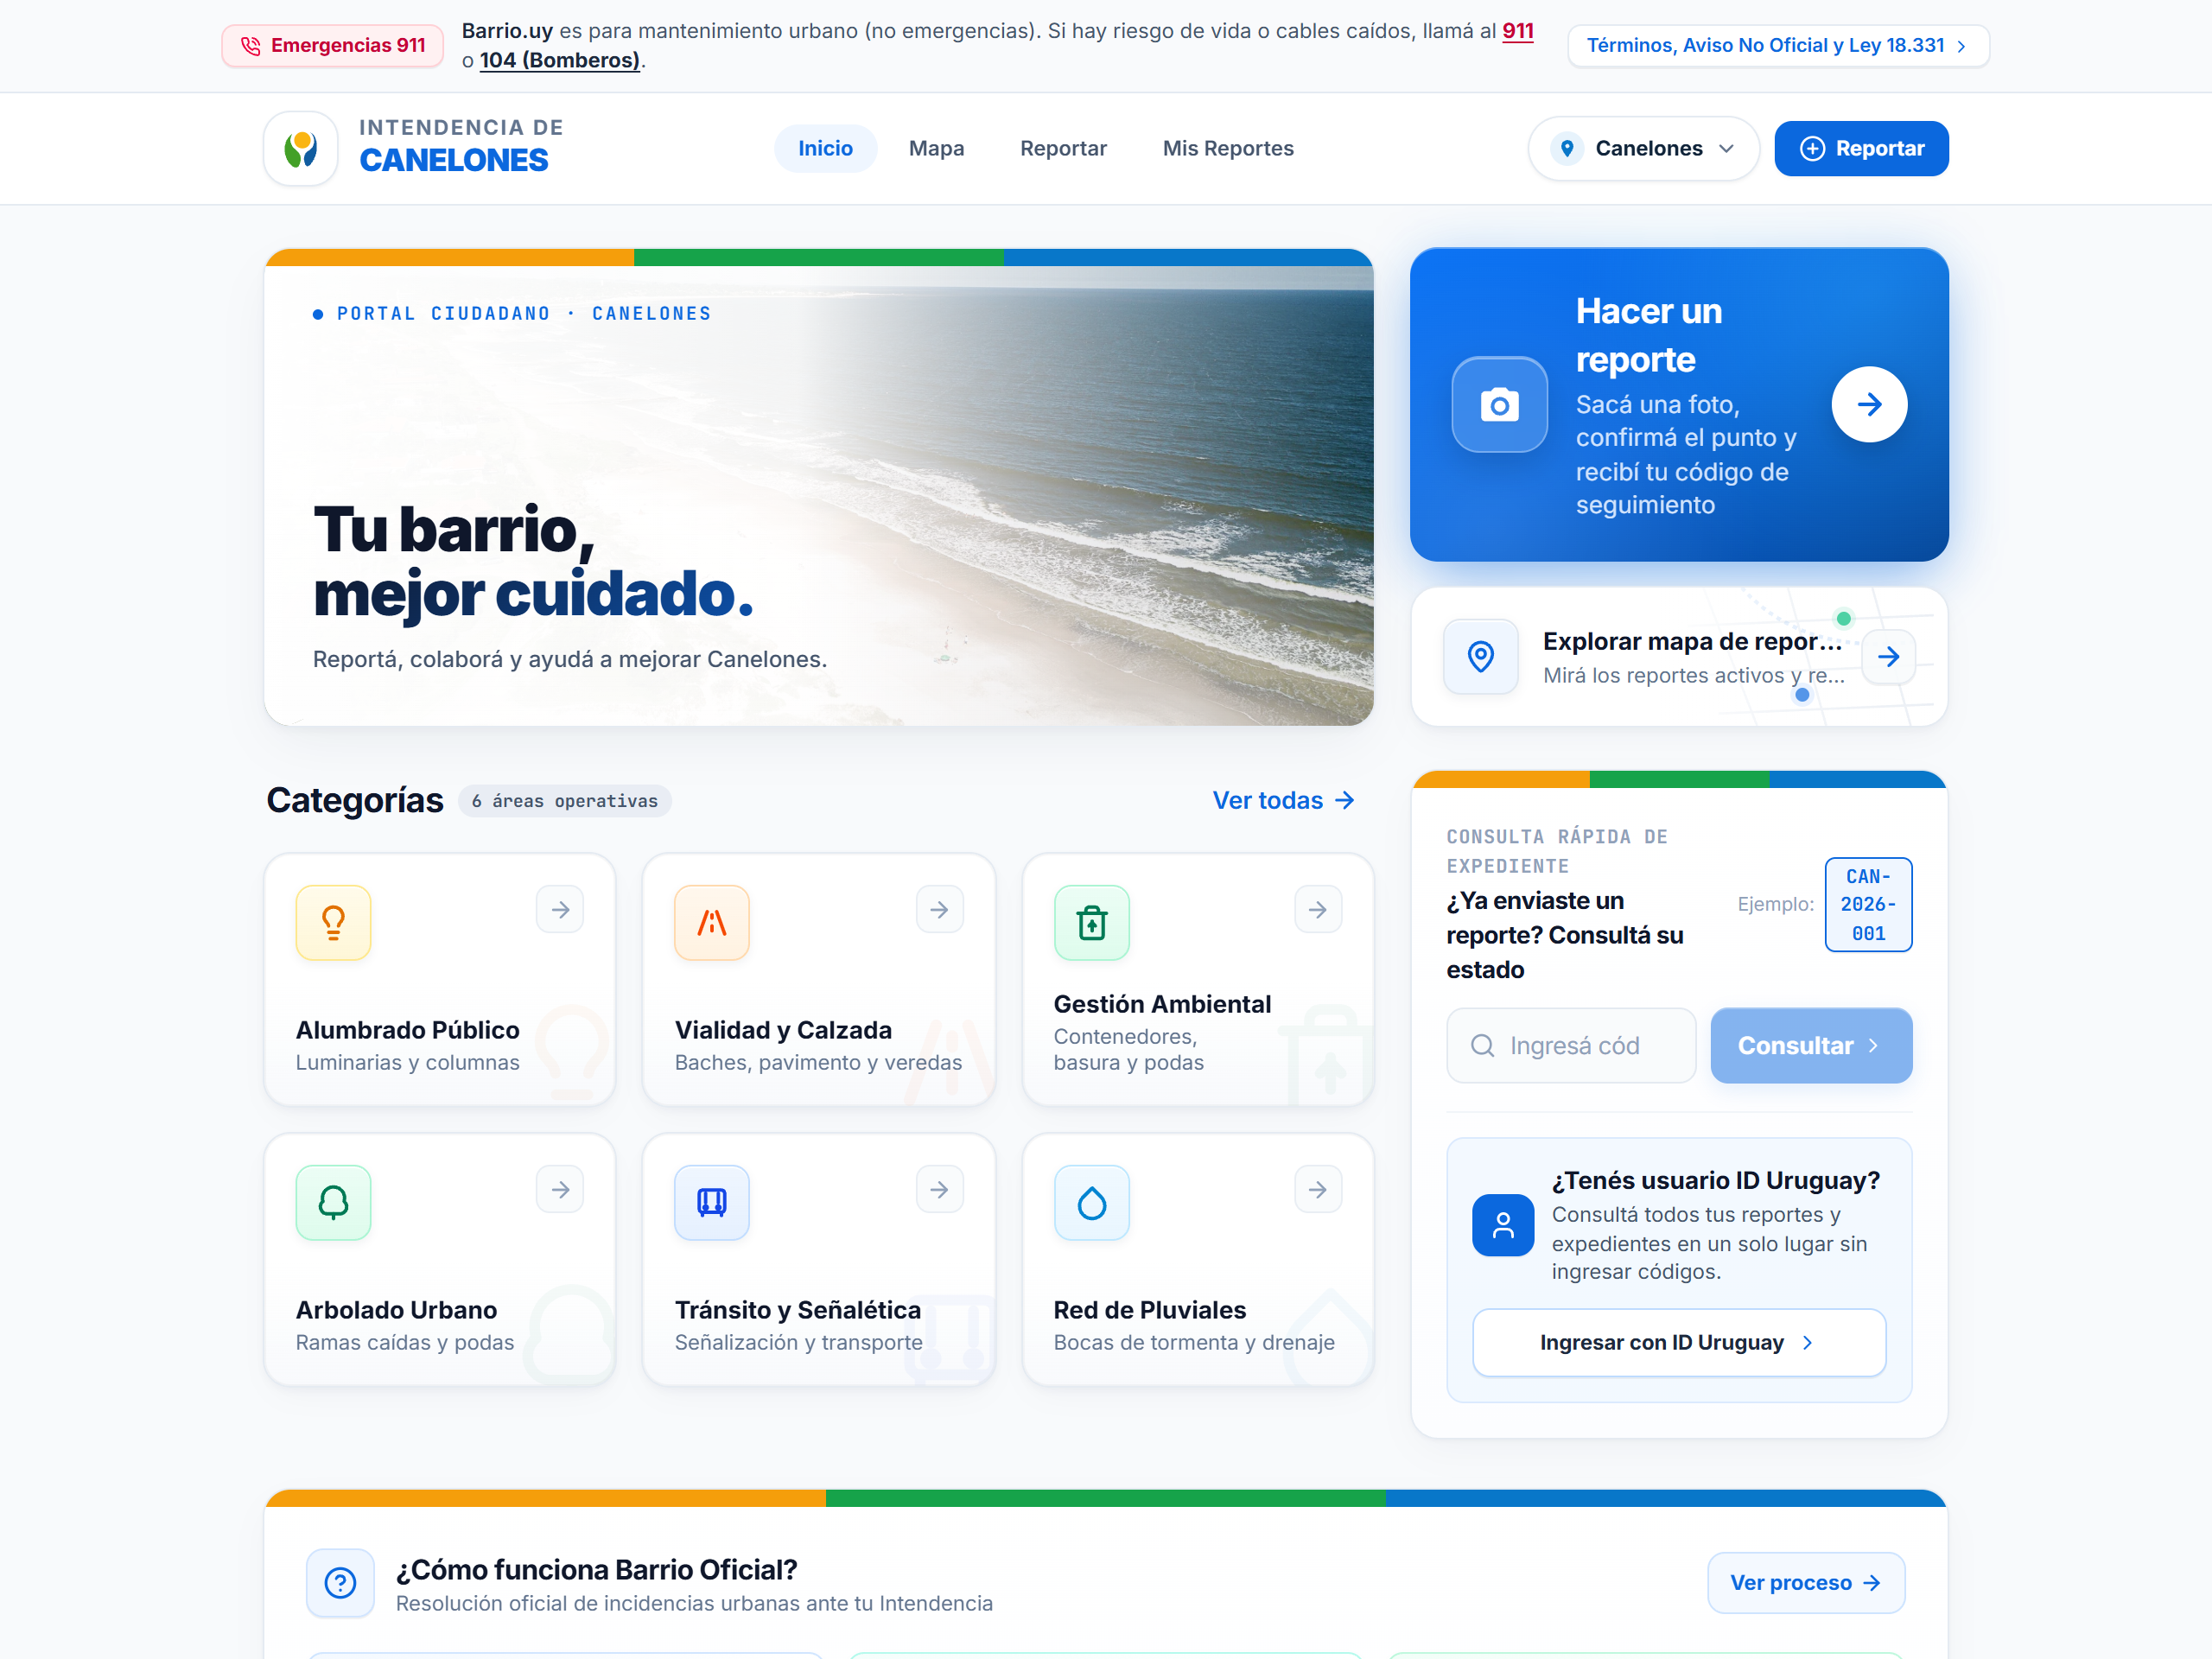 Emergencias 911
Barrio.uy es para mantenimiento urbano (no emergencias). Si hay riesgo de vida o cables caídos, llamá al 911
o 104 (Bomberos).
Términos, Aviso No Oficial y Ley 18.331
INTENDENCIA DE
CANELONES
Inicio
Mapa
Reportar
Mis Reportes
Canelones
Reportar
PORTAL CIUDADANO · CANELONES
Tu barrio,
mejor cuidado.
Reportá, colaborá y ayudá a mejorar Canelones.
Hacer un
reporte
Sacá una foto,
confirmá el punto y
recibí tu código de
seguimiento
Explorar mapa de repor...
Mirá los reportes activos y re...
Categorías
6 áreas operativas
Ver todas
Alumbrado Público
Luminarias y columnas
Vialidad y Calzada
Baches, pavimento y veredas
Gestión Ambiental
Contenedores,
basura y podas
Arbolado Urbano
Ramas caídas y podas
Tránsito y Señalética
Señalización y transporte
Red de Pluviales
Bocas de tormenta y drenaje
CONSULTA RÁPIDA DE
EXPEDIENTE
¿Ya enviaste un
reporte? Consultá su
estado
Ejemplo:
CAN-
2026-
001
Ingresá cód
Consultar
¿Tenés usuario ID Uruguay?
Consultá todos tus reportes y
expedientes en un solo lugar sin
ingresar códigos.
Ingresar con ID Uruguay
¿Cómo funciona Barrio Oficial?
Resolución oficial de incidencias urbanas ante tu Intendencia
Ver proceso